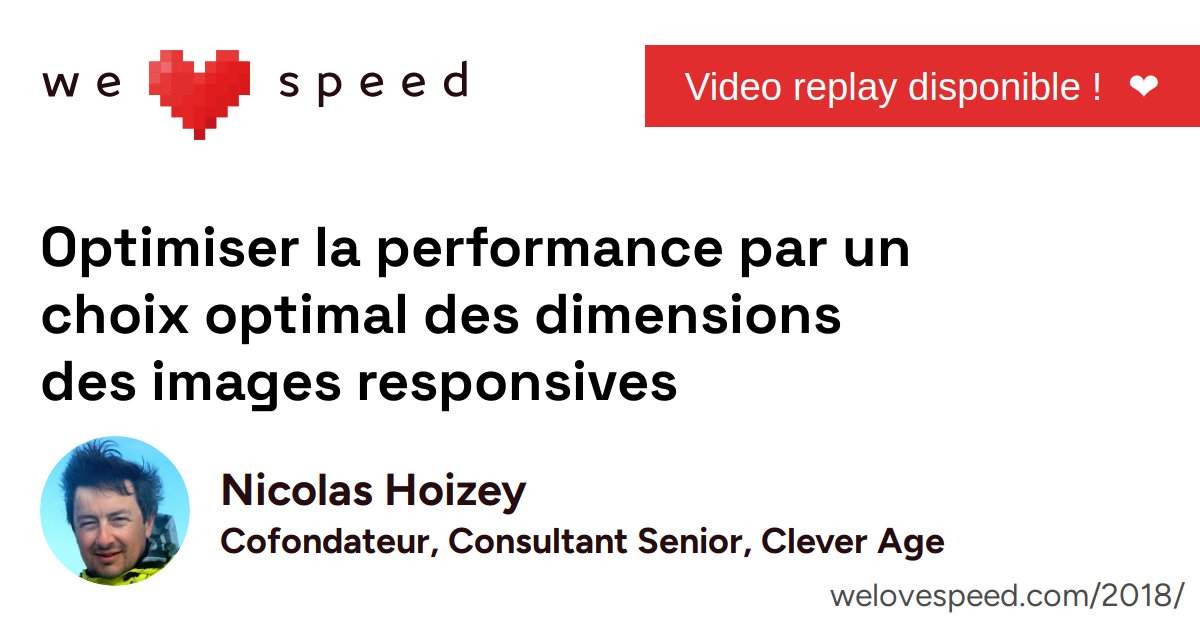 we ❤ speed
Video replay disponible ! ❤
Optimiser la performance par un
choix optimal des dimensions
des images responsives
Nicolas Hoizey
Cofondateur, Consultant Senior, Clever Age
welovespeed.com/2018/